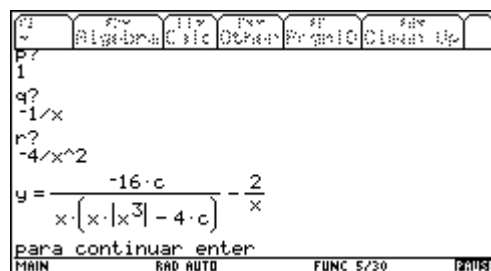 Algebra Calc Other PrgmIO Clean Up
p?
1
q?
-1/x
r?
-4/x^2
y = -16·c / x·(x·|x^3| - 4·c) - 2/x
para continuar enter
MAIN RAD AUTO FUNC 5/30 PAUSE